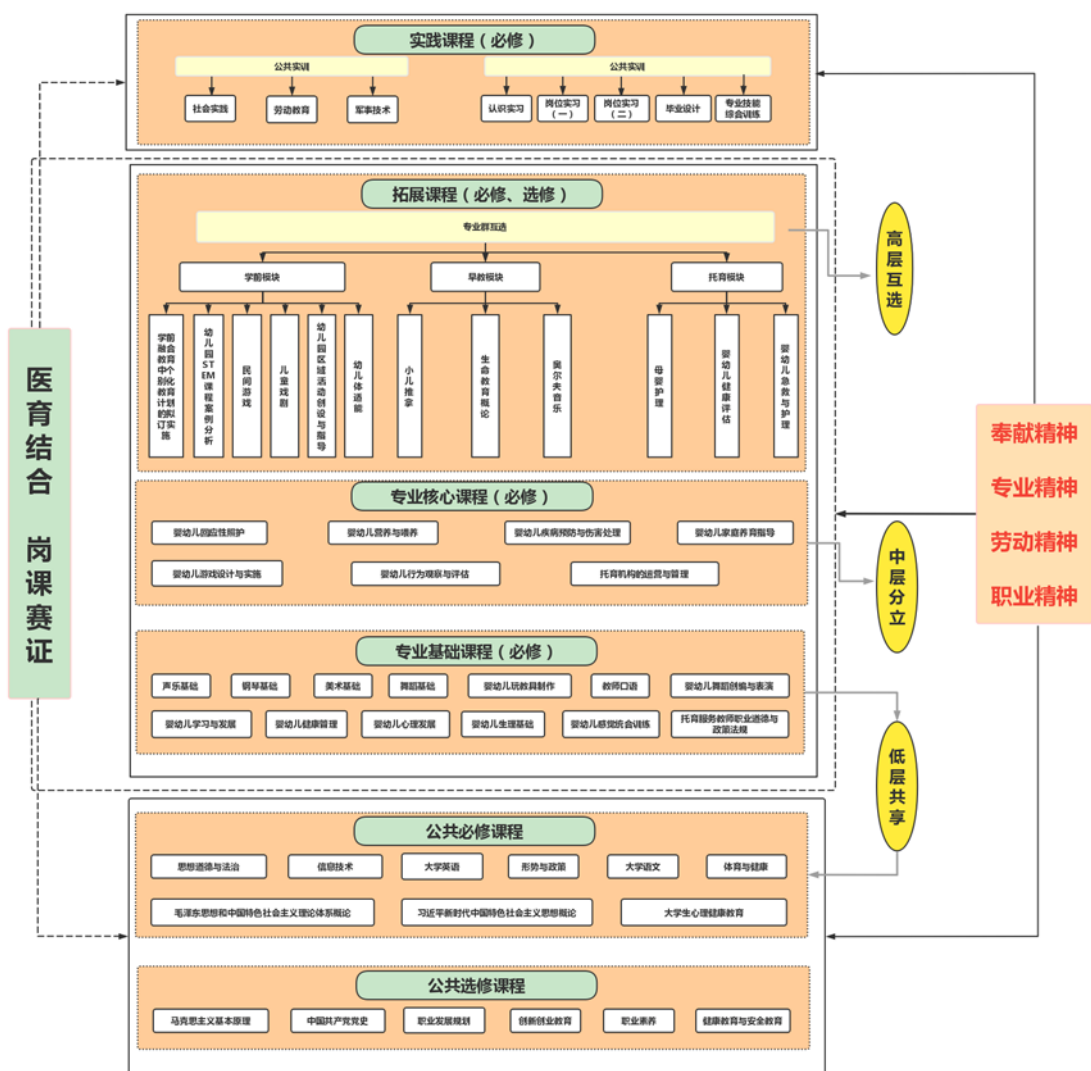 实践课程（必修）
公共实训
公共实训
社会实践
劳动教育
军事技术
认识实习
岗位实习
（一）
岗位实习
（二）
毕业设计
专业技能
综合训练
拓展课程（必修、选修）
专业群互选
学前模块
早教模块
托育模块
学前融合教育中个别化教育计划的拟订实施
幼儿园STEM课程案例分析
民间游戏
儿童戏剧
幼儿园区域活动创设与指导
幼儿体适能
小儿推拿
生命教育概论
奥尔夫音乐
母婴护理
婴幼儿健康评估
婴幼儿急救与护理
高层互选
医育结合 岗课赛证
专业核心课程（必修）
婴幼儿回应性照护
婴幼儿营养与喂养
婴幼儿疾病预防与伤害处理
婴幼儿家庭养育指导
婴幼儿游戏设计与实施
婴幼儿行为观察与评估
托育机构的运营与管理
中层分立
奉献精神
专业精神
劳动精神
职业精神
专业基础课程（必修）
声乐基础
钢琴基础
美术基础
舞蹈基础
婴幼儿玩教具制作
教师口语
婴幼儿舞蹈创编与表演
婴幼儿学习与发展
婴幼儿健康管理
婴幼儿心理发展
婴幼儿生理基础
婴幼儿感觉统合训练
托育服务教师职业道德与
政策法规
低层共享
公共必修课程
思想道德与法治
信息技术
大学英语
形势与政策
大学语文
体育与健康
毛泽东思想和中国特色社会主义理论体系概论
习近平新时代中国特色社会主义思想概论
大学生心理健康教育
公共选修课程
马克思主义基本原理
中国共产党党史
职业发展规划
创新创业教育
职业素养
健康教育与安全教育